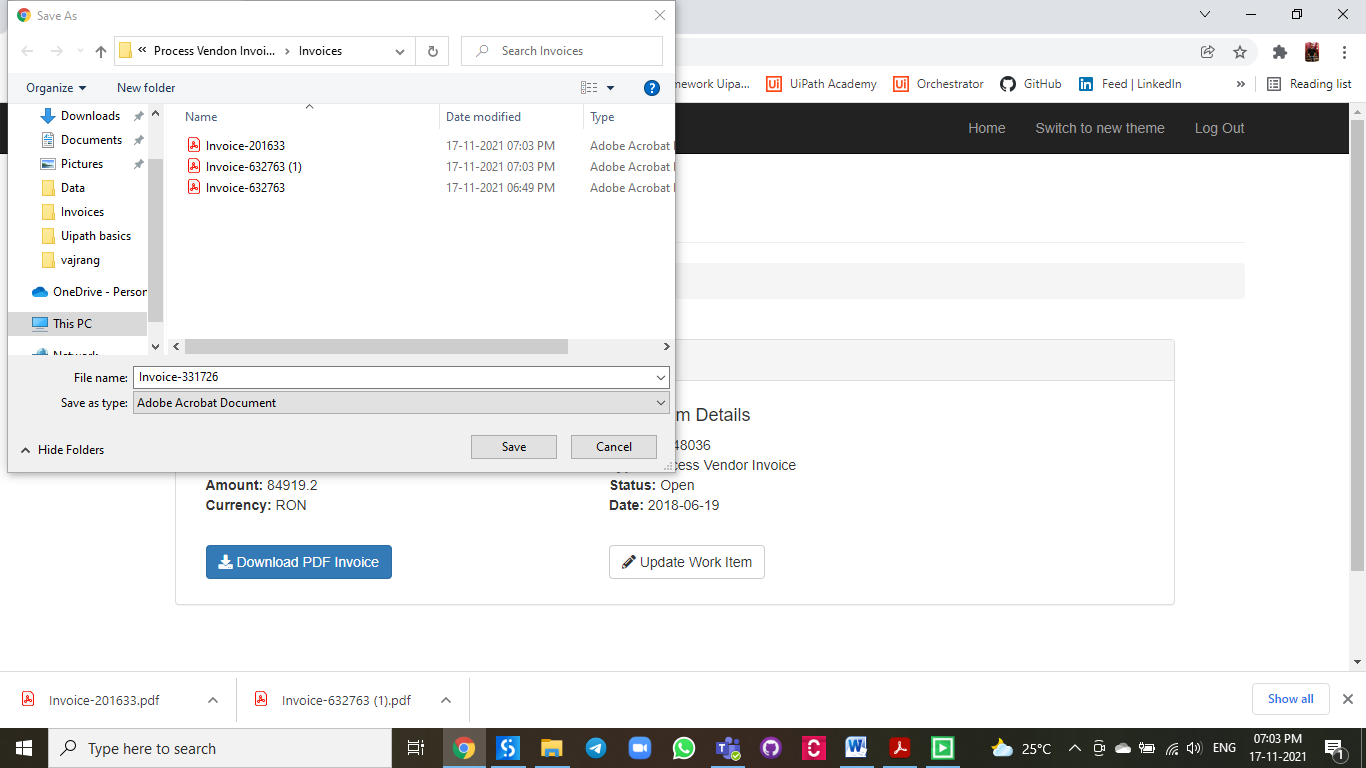 Save As
« Process Vendon Invoi... › Invoices
Search Invoices
Organize
New folder
Downloads
Documents
Pictures
Data
Invoices
Uipath basics
vajrang
OneDrive - Person
This PC
Network
Name Date modified Type
Invoice-201633 17-11-2021 07:03 PM Adobe Acrobat
Invoice-632763 (1) 17-11-2021 07:03 PM Adobe Acrobat
Invoice-632763 17-11-2021 06:49 PM Adobe Acrobat
File name: Invoice-331726
Save as type: Adobe Acrobat Document
Hide Folders
Save
Cancel
mework Uipa...
UiPath Academy
Orchestrator
GitHub
Feed | LinkedIn
»
Reading list
Home
Switch to new theme
Log Out
m Details
48036
cess Vendor Invoice
Amount: 84919.2
Status: Open
Currency: RON
Date: 2018-06-19
Download PDF Invoice
Update Work Item
Invoice-201633.pdf
Invoice-632763 (1).pdf
Show all
Type here to search
25°C
ENG
07:03 PM
17-11-2021
1